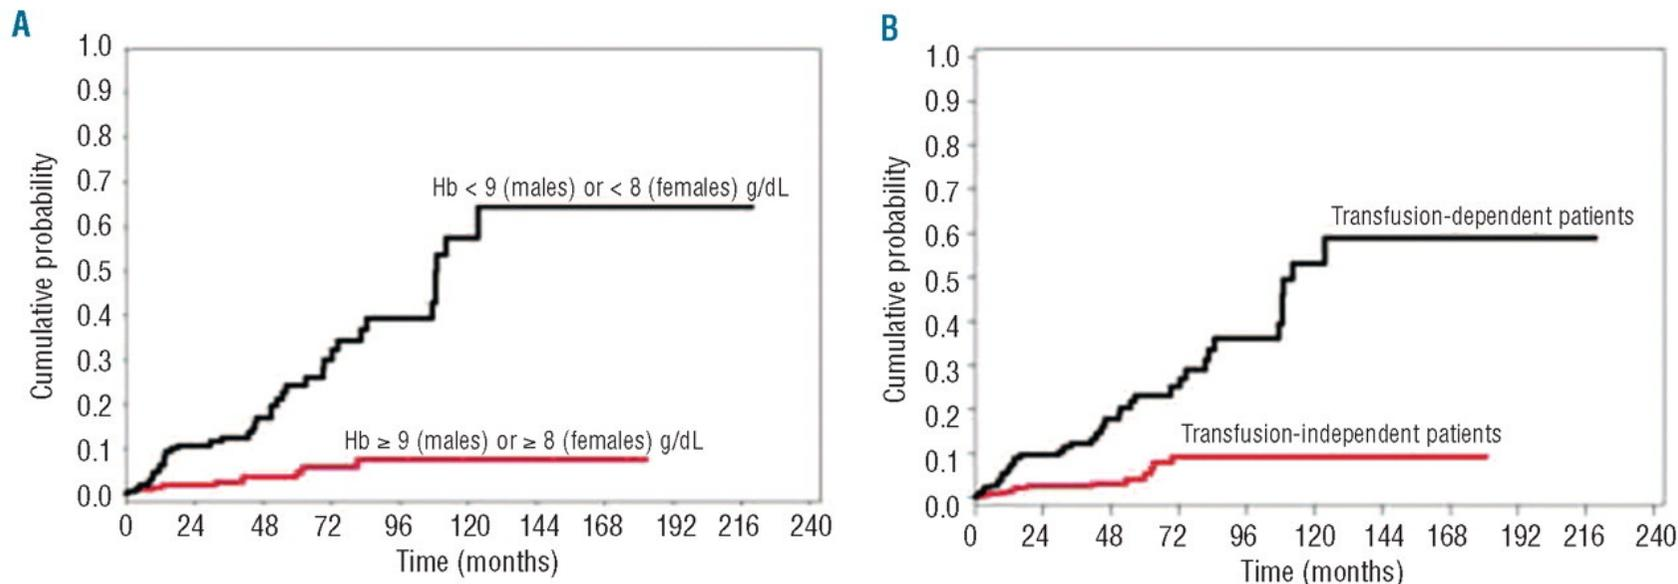 A
Cumulative probability
1.0
0.9
0.8
0.7
0.6
0.5
0.4
0.3
0.2
0.1
0.0
Hb < 9 (males) or < 8 (females) g/dL
Hb ≥ 9 (males) or ≥ 8 (females) g/dL
0 24 48 72 96 120 144 168 192 216 240
Time (months)
B
Cumulative probability
1.0
0.9
0.8
0.7
0.6
0.5
0.4
0.3
0.2
0.1
0.0
Transfusion-dependent patients
Transfusion-independent patients
0 24 48 72 96 120 144 168 192 216 240
Time (months)